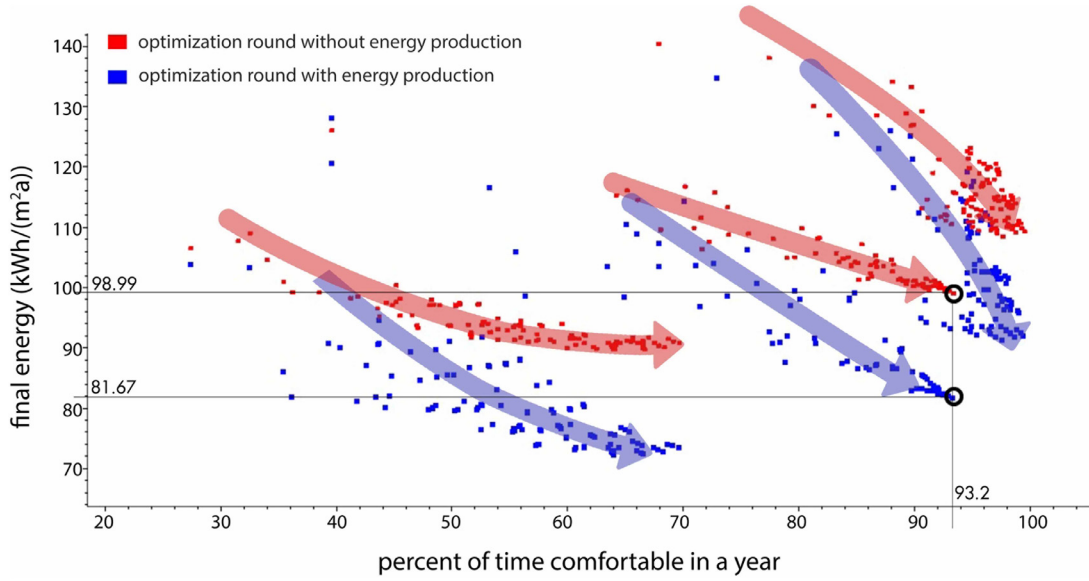 optimization round without energy production
optimization round with energy production
final energy (kWh/(m²a))
140
130
120
110
100
98.99
90
81.67
80
70
93.2
20 30 40 50 60 70 80 90 100
percent of time comfortable in a year